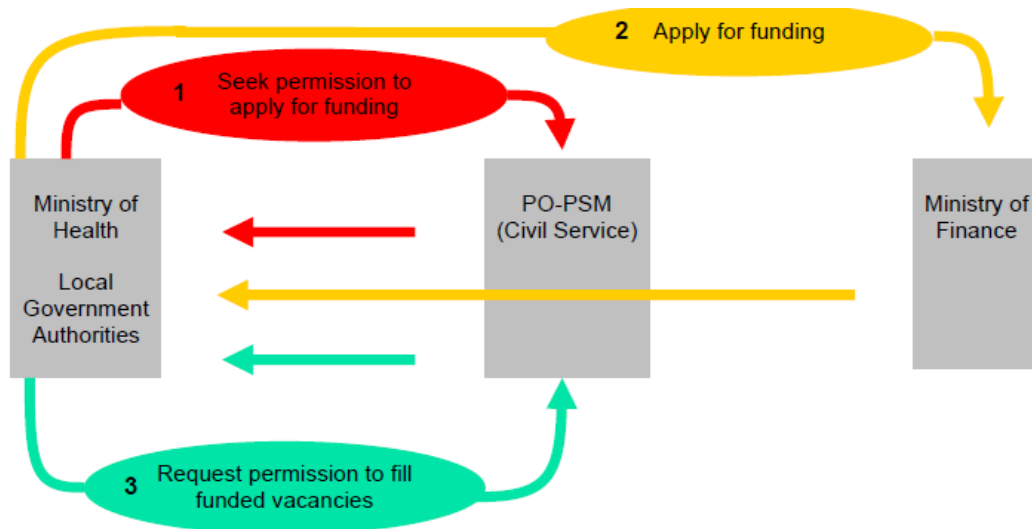 2 Apply for funding
1 Seek permission to
apply for funding
Ministry of
Health
Local
Government
Authorities
PO-PSM
(Civil Service)
Ministry of
Finance
3 Request permission to fill
funded vacancies